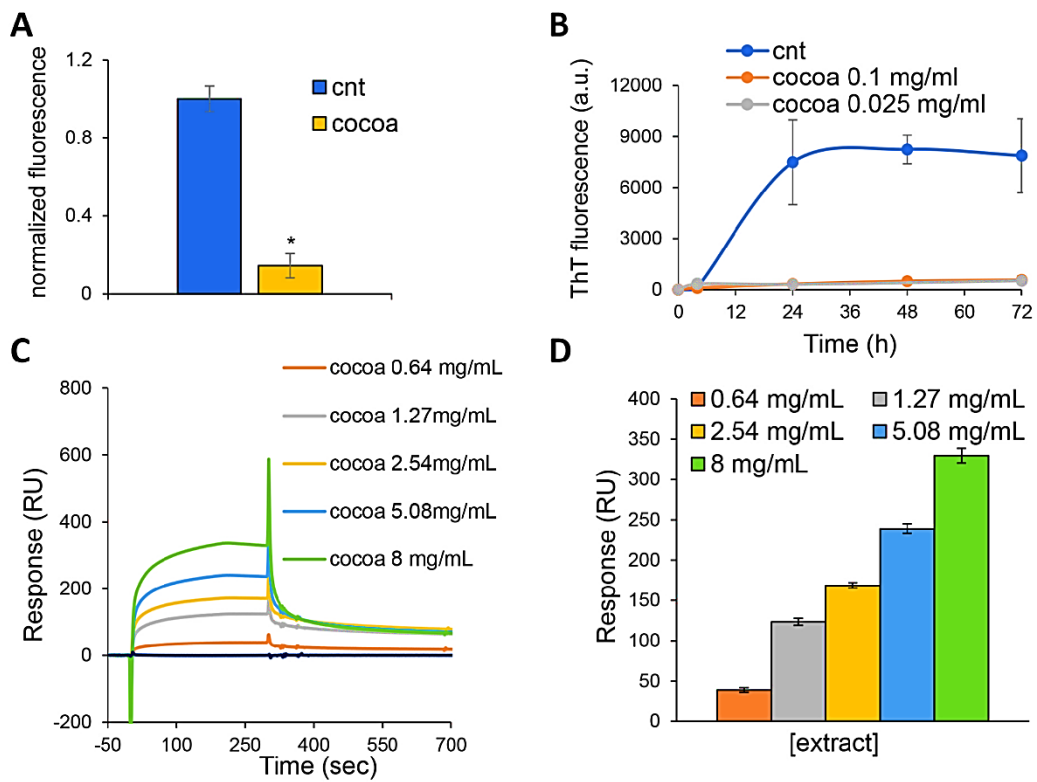 A
normalized fluorescence
1.2
0.8
0.4
0
cnt
cocoa
*
B
ThT fluorescence (a.u.)
12000
9000
6000
3000
0
cnt
cocoa 0.1 mg/ml
cocoa 0.025 mg/ml
0 12 24 36 48 60 72
Time (h)
C
Response (RU)
800
600
400
200
0
-200
cocoa 0.64 mg/mL
cocoa 1.27mg/mL
cocoa 2.54mg/mL
cocoa 5.08mg/mL
cocoa 8 mg/mL
-50 100 250 400 550 700
Time (sec)
D
Response (RU)
400
350
300
250
200
150
100
50
0
0.64 mg/mL 1.27 mg/mL
2.54 mg/mL 5.08 mg/mL
8 mg/mL
[extract]